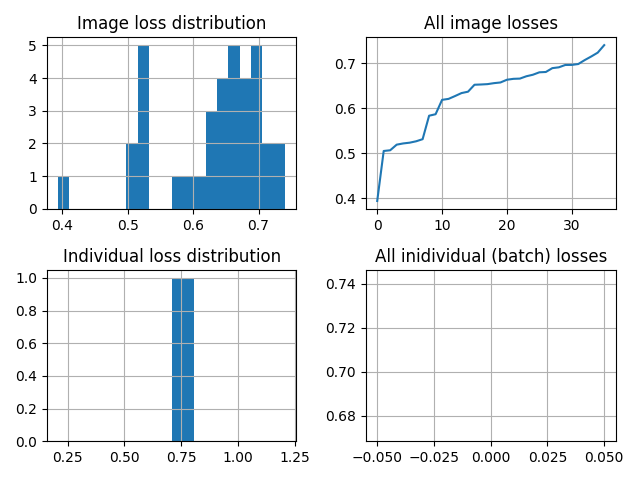 Image loss distribution
5
4
3
2
1
0
0.4 0.5 0.6 0.7
All image losses
0.7
0.6
0.5
0.4
0 10 20 30
Individual loss distribution
1.0
0.8
0.6
0.4
0.2
0.0
0.25 0.50 0.75 1.00 1.25
All inidividual (batch) losses
0.74
0.72
0.70
0.68
−0.050 −0.025 0.000 0.025 0.050